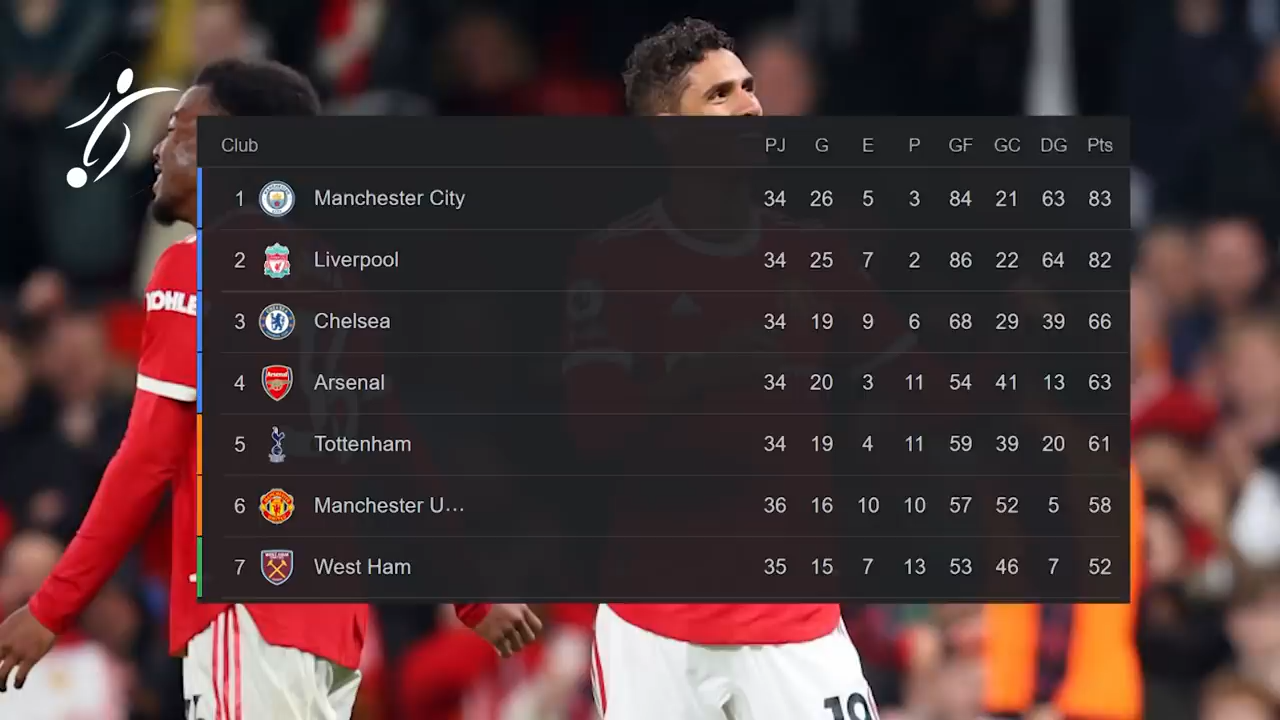 Club PJ G E P GF GC DG Pts
1 Manchester City 34 26 5 3 84 21 63 83
2 Liverpool 34 25 7 2 86 22 64 82
3 Chelsea 34 19 9 6 68 29 39 66
4 Arsenal 34 20 3 11 54 41 13 63
5 Tottenham 34 19 4 11 59 39 20 61
6 Manchester U... 36 16 10 10 57 52 5 58
7 West Ham 35 15 7 13 53 46 7 52
KOHLE
19